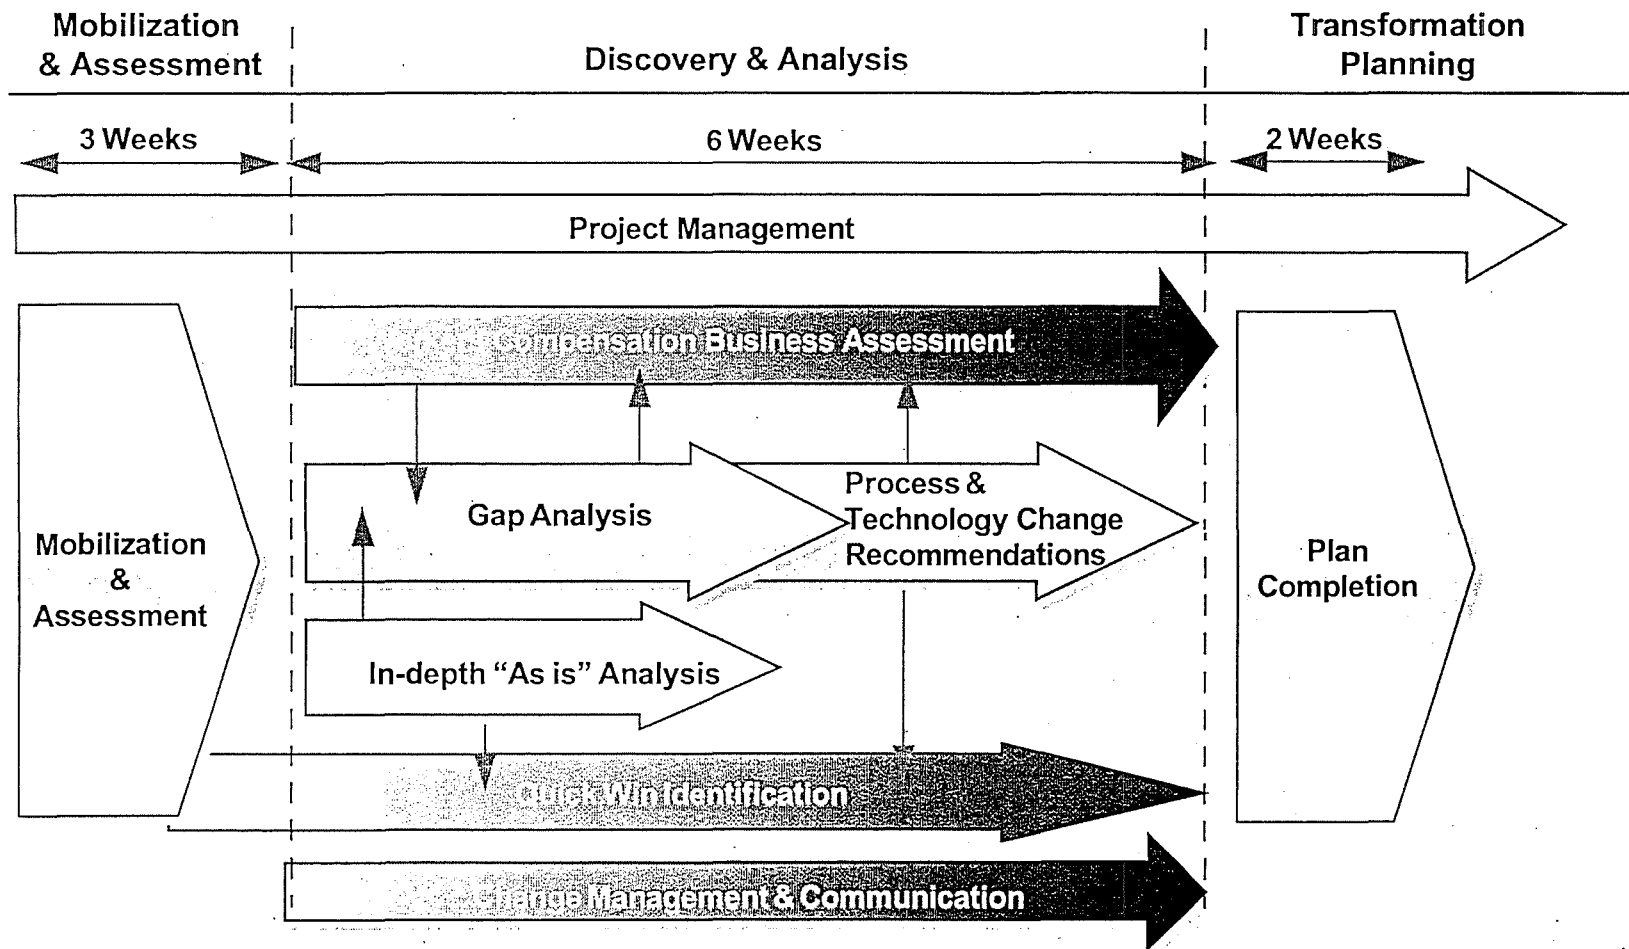 Mobilization
& Assessment
Discovery & Analysis
Transformation
Planning
3 Weeks
6 Weeks
2 Weeks
Project Management
Compensation Business Assessment
Gap Analysis
Process &
Technology Change
Recommendations
Mobilization
&
Assessment
Plan
Completion
In-depth “As is” Analysis
Quick Win Identification
Change Management & Communication